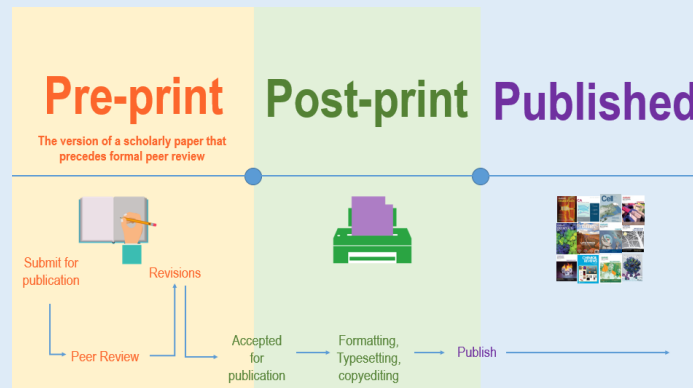 Pre-print
Post-print
Published
The version of a scholarly paper that
precedes formal peer review
Cell
Submit for
publication
Revisions
Peer Review
Accepted
for
publication
Formatting,
Typesetting,
copyediting
Publish